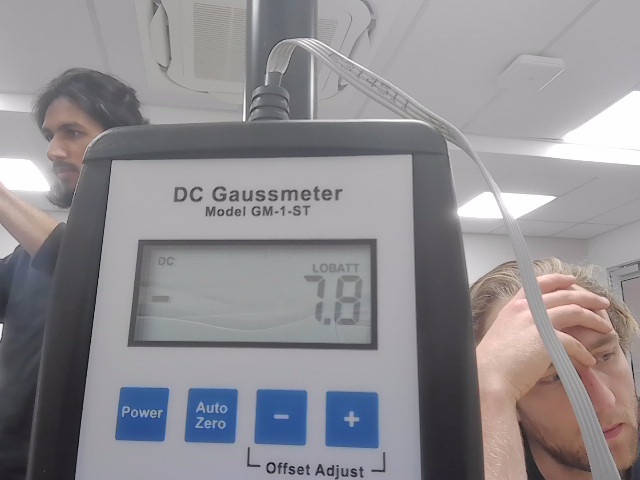 DC Gaussmeter
Model GM-1-ST
DC
LOBATT
- 7.8
Power
Auto
Zero
-
+
Offset Adjust